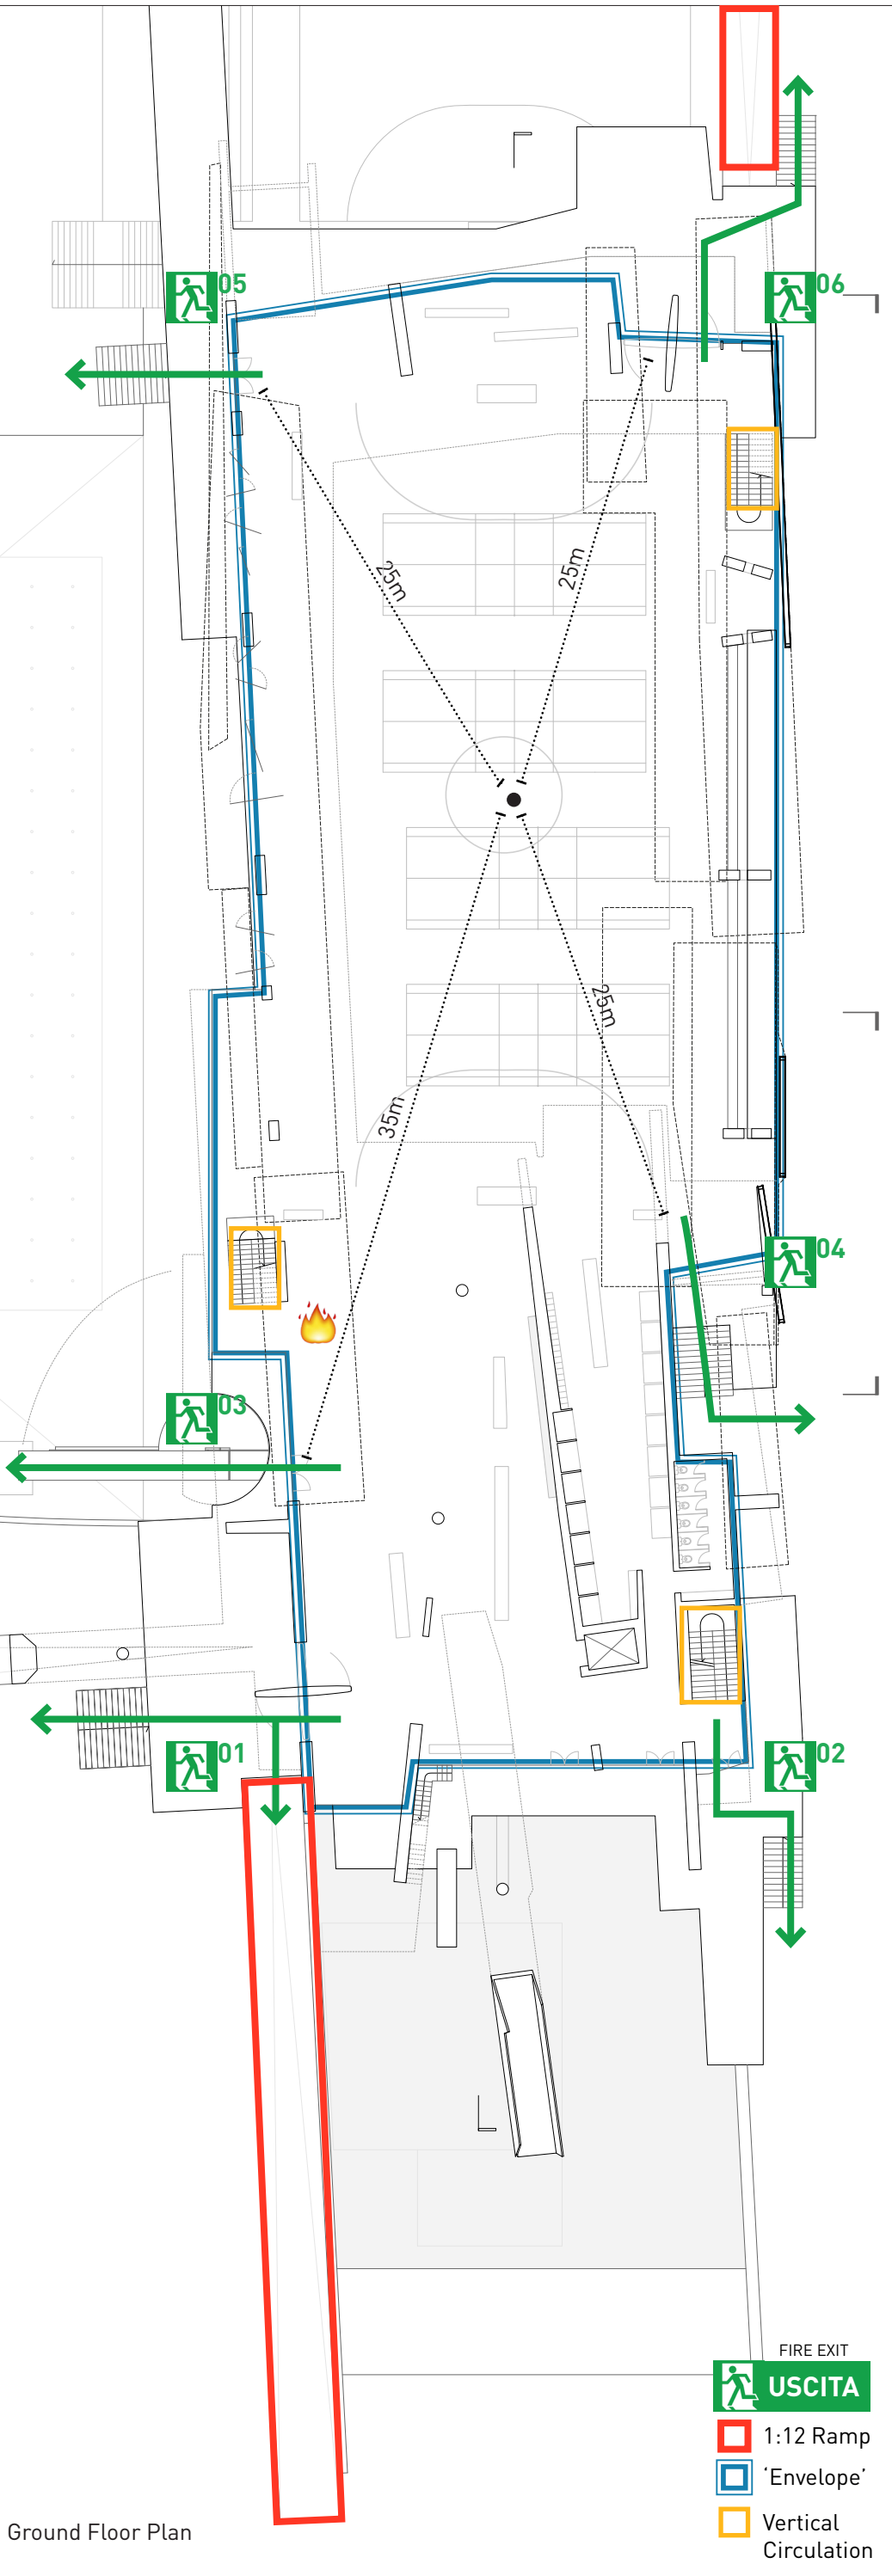 05
06
25m
25m
25m
35m
04
03
01
02
FIRE EXIT
USCITA
1:12 Ramp
‘Envelope’
Vertical
Circulation
Ground Floor Plan